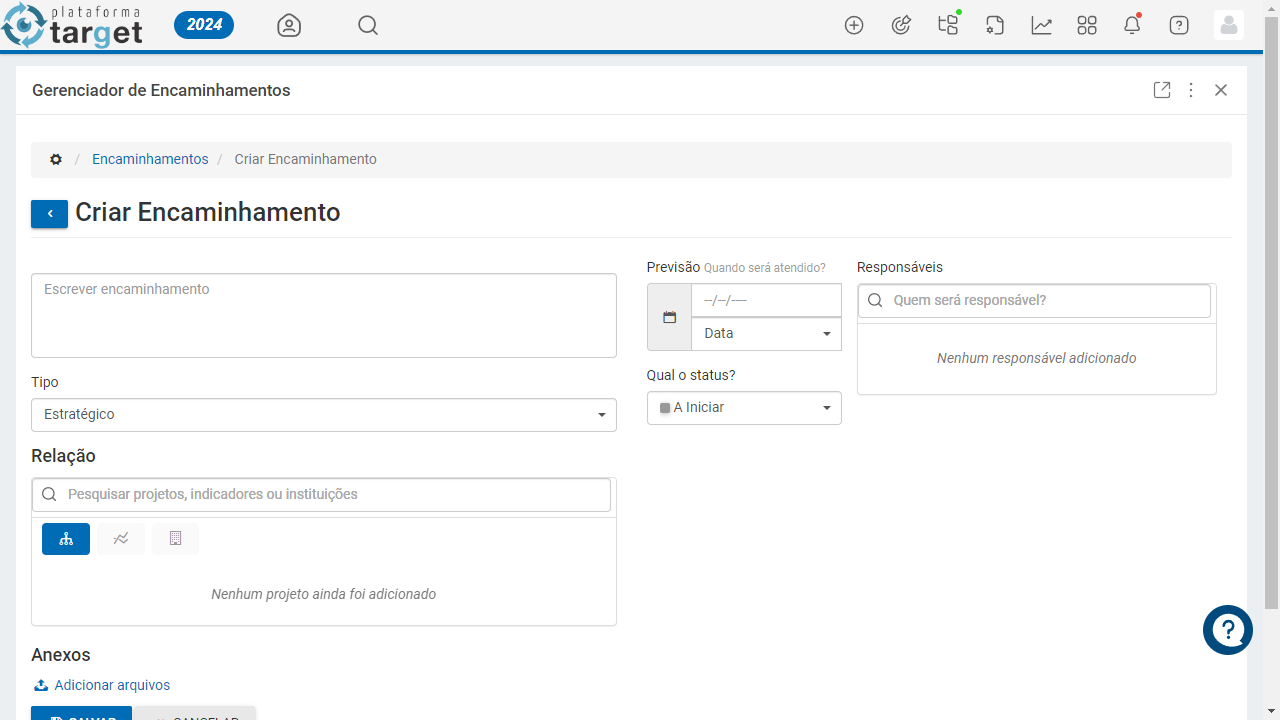 plataforma
target
2024
Gerenciador de Encaminhamentos
/ Encaminhamentos / Criar Encaminhamento
Criar Encaminhamento
Escrever encaminhamento
Tipo
Estratégico
Relação
Pesquisar projetos, indicadores ou instituições
Nenhum projeto ainda foi adicionado
Anexos
Adicionar arquivos
SALVAR
CANCELAR
Previsão Quando será atendido?
--/--/----
Data
Qual o status?
A Iniciar
Responsáveis
Quem será responsável?
Nenhum responsável adicionado